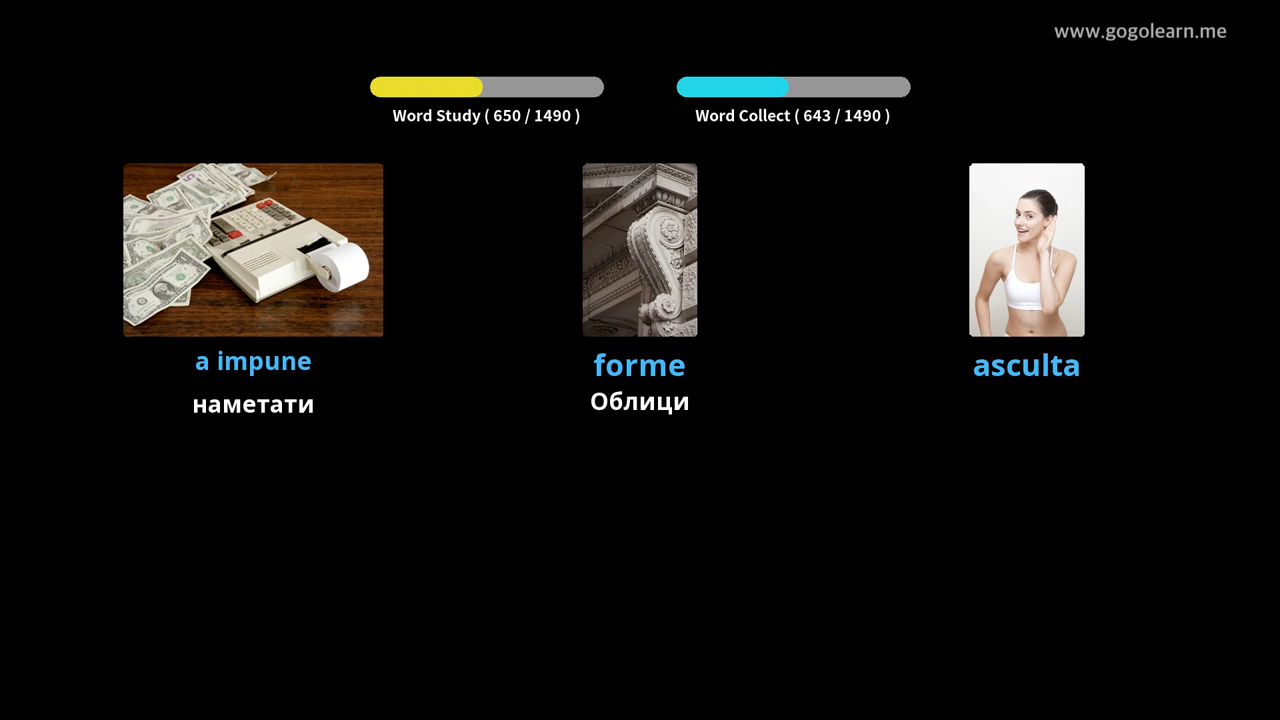 www.gogolearn.me
Word Study ( 650 / 1490 )
Word Collect ( 643 / 1490 )
a impune
наметати
forme
Облици
asculta